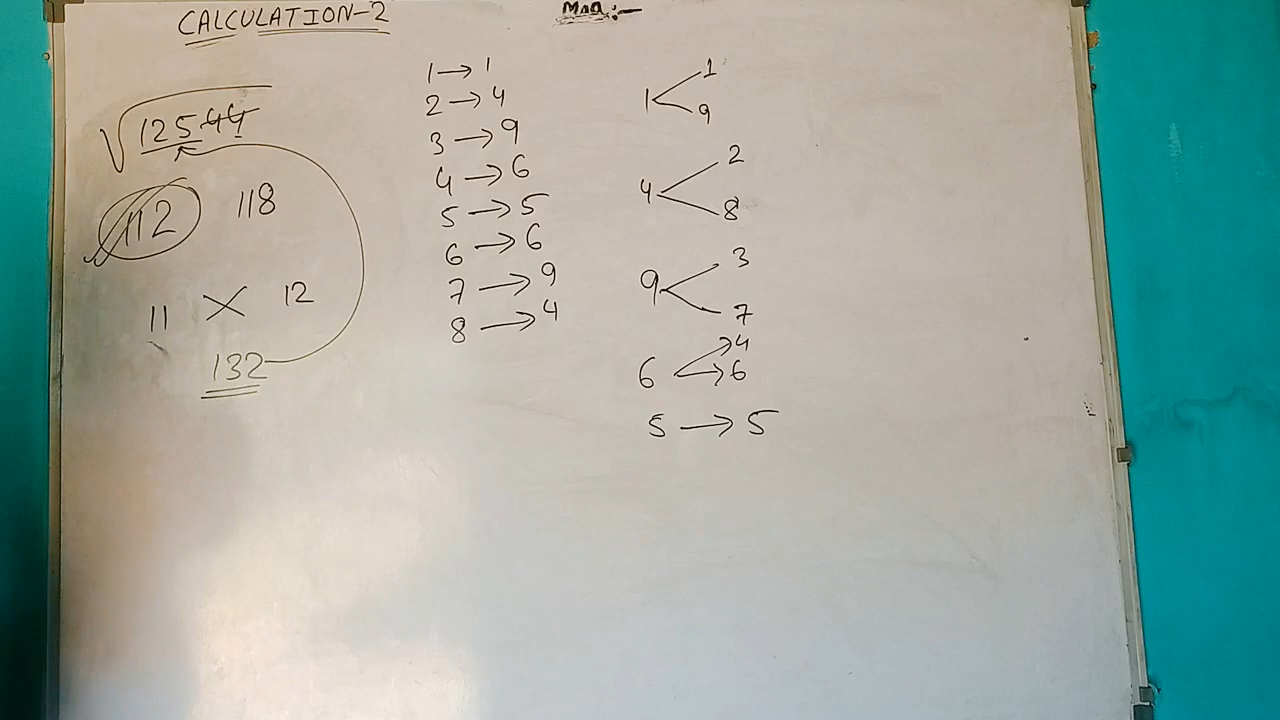 CALCULATION-2
Maa:-
√12544
112 118
11 × 12
132
1 → 1
2 → 4
3 → 9
4 → 6
5 → 5
6 → 6
7 → 9
8 → 4
1 < 1
9
4 < 2
8
9 < 3
7
6 < 4
6
5 → 5